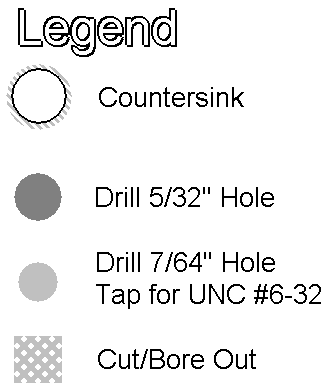 Legend
Countersink
Drill 5/32" Hole
Drill 7/64" Hole
Tap for UNC #6-32
Cut/Bore Out